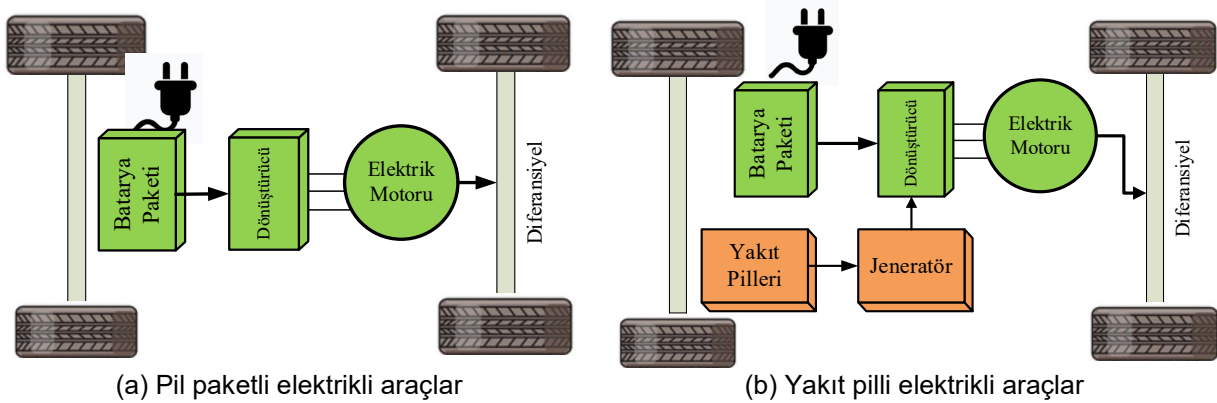 Batarya
Paketi
Dönüştürücü
Elektrik
Motoru
Diferansiyel
(a) Pil paketli elektrikli araçlar
Batarya
Paketi
Dönüştürücü
Elektrik
Motoru
Diferansiyel
Yakıt
Pilleri
Jeneratör
(b) Yakıt pilli elektrikli araçlar